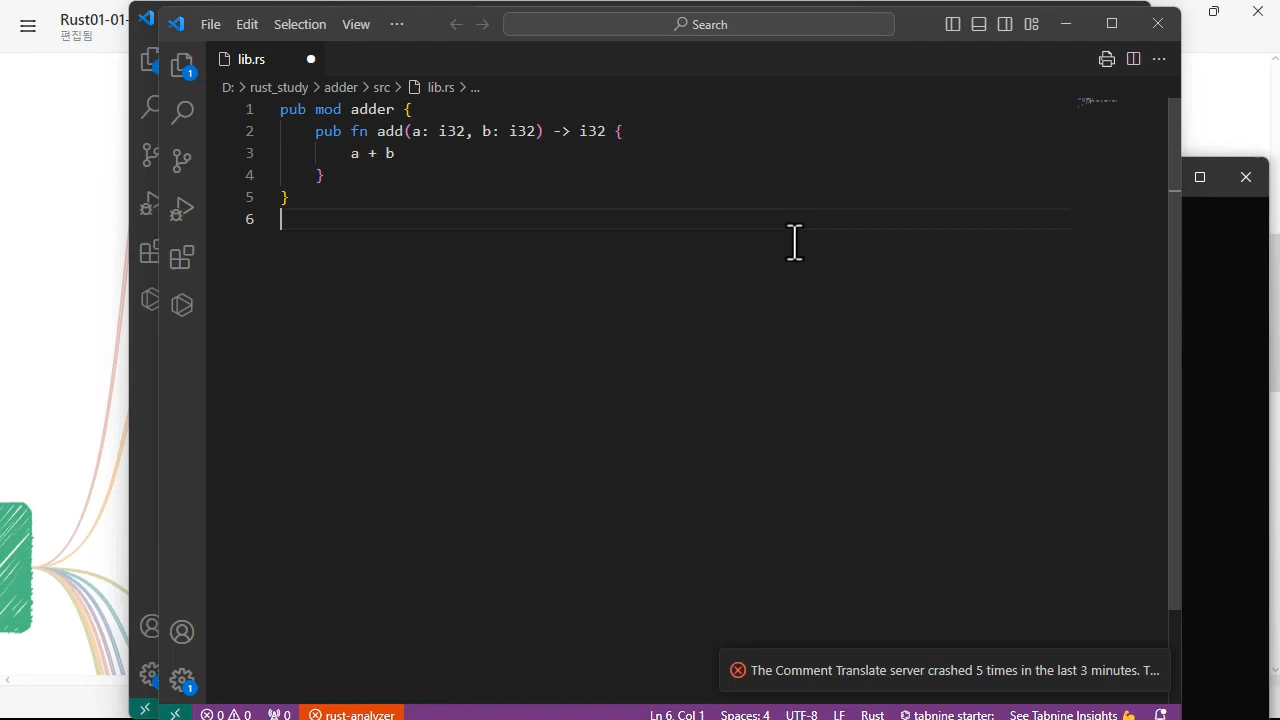 Rust01-01-
편집됨
File Edit Selection View ··· Search
lib.rs
D: > rust_study > adder > src > lib.rs > ...
1 pub mod adder {
2     pub fn add(a: i32, b: i32) -> i32 {
3         a + b
4     }
5 }
6
1
The Comment Translate server crashed 5 times in the last 3 minutes. T...
1
0 0 0 rust-analyzer Ln 6, Col 1 Spaces: 4 UTF-8 LF Rust tabnine starter: See Tabnine Insights 💪